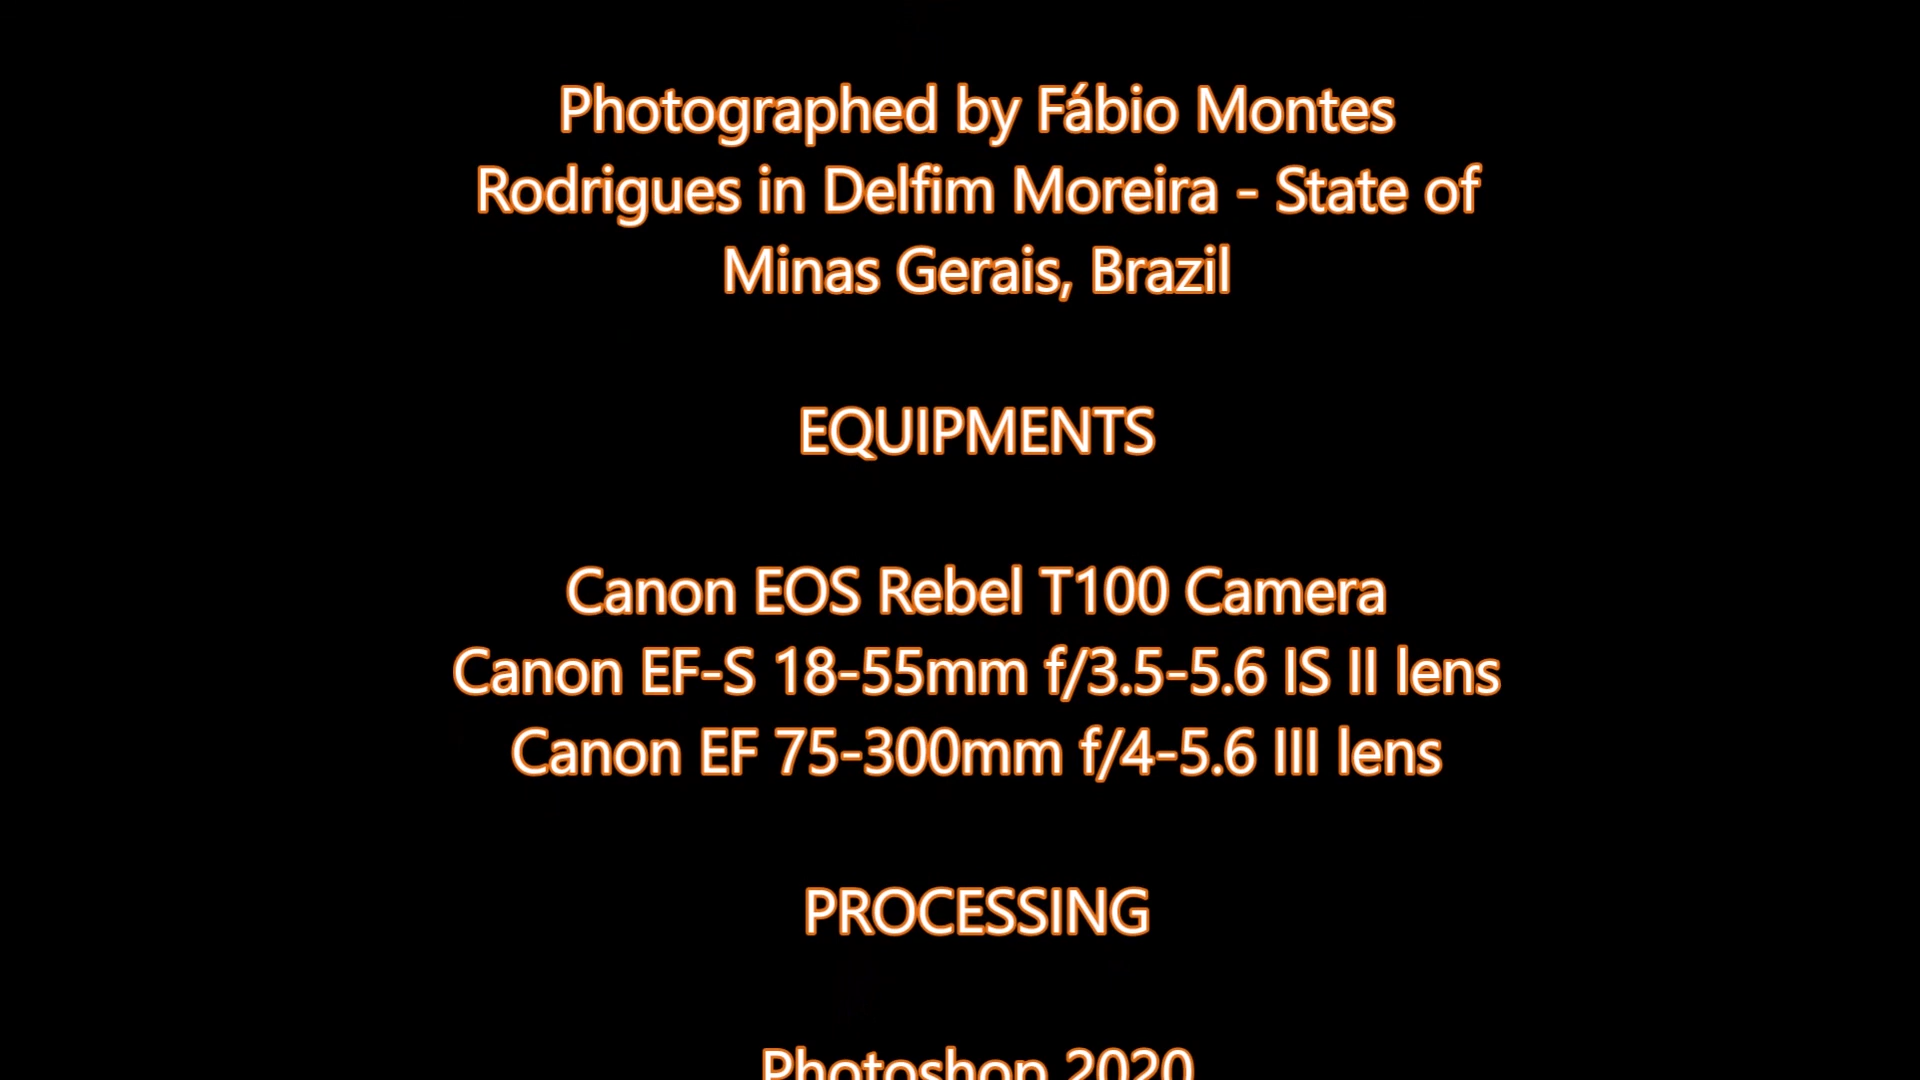 Photographed by Fábio Montes
Rodrigues in Delfim Moreira - State of
Minas Gerais, Brazil
EQUIPMENTS
Canon EOS Rebel T100 Camera
Canon EF-S 18-55mm f/3.5-5.6 IS II lens
Canon EF 75-300mm f/4-5.6 III lens
PROCESSING
Photoshop 2020